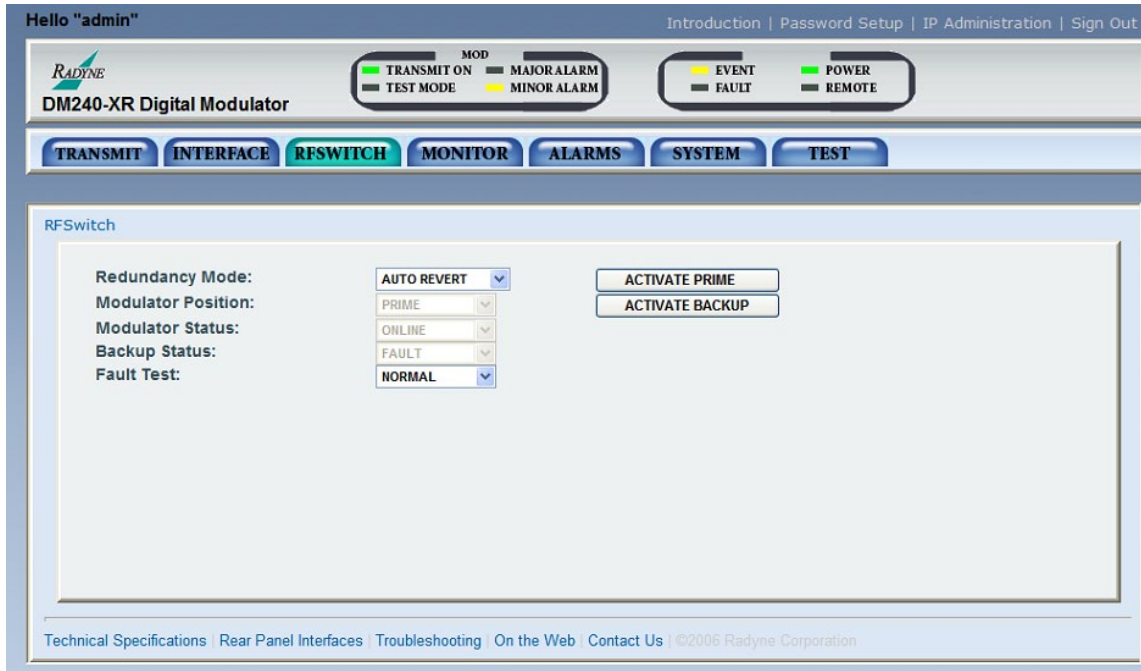 Hello "admin"
Introduction | Password Setup | IP Administration | Sign Out
RADYNE
DM240-XR Digital Modulator
MOD
TRANSMIT ON MAJOR ALARM
TEST MODE MINOR ALARM
EVENT POWER
FAULT REMOTE
TRANSMIT INTERFACE RFSWITCH MONITOR ALARMS SYSTEM TEST
RFSwitch
Redundancy Mode: AUTO REVERT ACTIVATE PRIME
Modulator Position: PRIME ACTIVATE BACKUP
Modulator Status: ONLINE
Backup Status: FAULT
Fault Test: NORMAL
Technical Specifications | Rear Panel Interfaces | Troubleshooting | On the Web | Contact Us | ©2006 Radyne Corporation